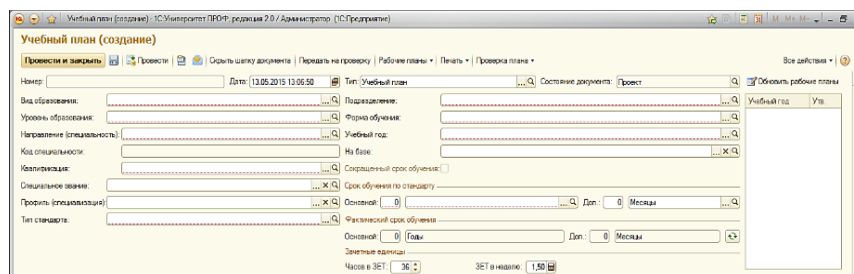 Учебный план (создание) - 1С:Университет ПРОФ, редакция 2.0 / Администратор (1С:Предприятие) M M+ M-
Учебный план (создание)
Провести и закрыть Провести Скрыть шапку документа Передать на проверку Рабочие планы Печать Проверка плана Все действия
Номер: Дата: 13.05.2015 13:06:50 Тип: Учебный план Состояние документа: Проект Обновить рабочие планы
Вид образования: Подразделение: Учебный год Утв.
Уровень образования: Форма обучения:
Направление (специальность): Учебный год:
Код специальности: На базе:
Квалификация: Сокращенный срок обучения:
Специальное звание: Срок обучения по стандарту
Профиль (специализация): Основной: 0 Доп.: 0 Месяцы
Тип стандарта: Фактический срок обучения
Основной: 0 Годы Доп.: 0 Месяцы
Зачетные единицы
Часов в ЗЕТ: 36 ЗЕТ в неделю: 1,50